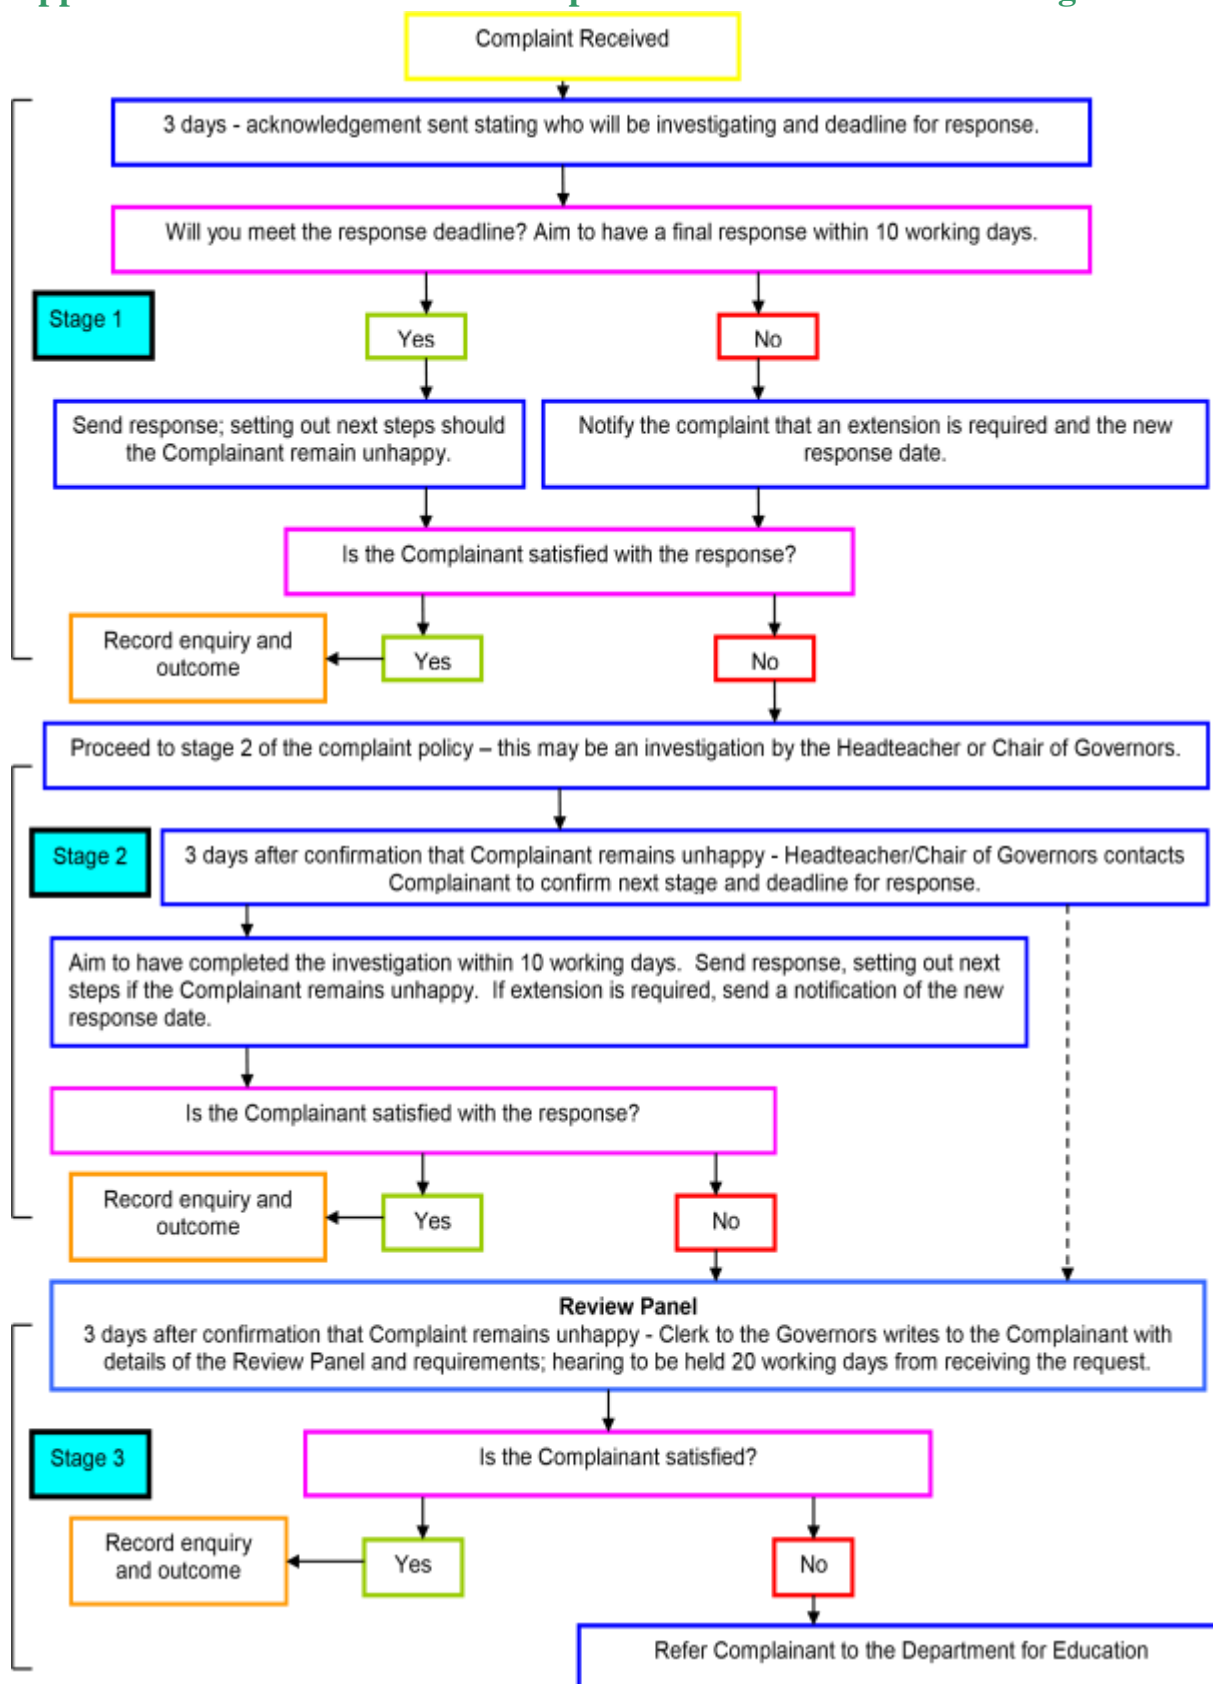 Complaint Received
3 days - acknowledgement sent stating who will be investigating and deadline for response.
Will you meet the response deadline? Aim to have a final response within 10 working days.
Stage 1
Yes
No
Send response; setting out next steps should
the Complainant remain unhappy.
Notify the complaint that an extension is required and the new
response date.
Is the Complainant satisfied with the response?
Record enquiry and
outcome
Yes
No
Proceed to stage 2 of the complaint policy – this may be an investigation by the Headteacher or Chair of Governors.
Stage 2
3 days after confirmation that Complainant remains unhappy - Headteacher/Chair of Governors contacts
Complainant to confirm next stage and deadline for response.
Aim to have completed the investigation within 10 working days.  Send response, setting out next
steps if the Complainant remains unhappy.  If extension is required, send a notification of the new
response date.
Is the Complainant satisfied with the response?
Record enquiry and
outcome
Yes
No
Review Panel
3 days after confirmation that Complaint remains unhappy - Clerk to the Governors writes to the Complainant with
details of the Review Panel and requirements; hearing to be held 20 working days from receiving the request.
Stage 3
Is the Complainant satisfied?
Record enquiry
and outcome
Yes
No
Refer Complainant to the Department for Education